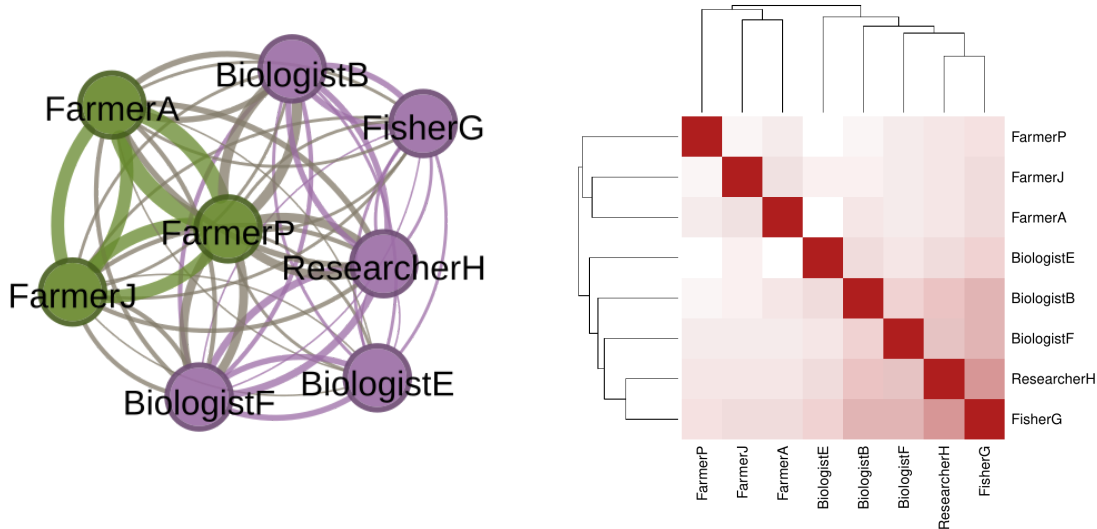 BiologistB
FarmerA
FisherG
FarmerP
ResearcherH
FarmerJ
BiologistE
BiologistF
FarmerP
FarmerJ
FarmerA
BiologistE
BiologistB
BiologistF
ResearcherH
FisherG
FarmerP
FarmerJ
FarmerA
BiologistE
BiologistB
BiologistF
ResearcherH
FisherG